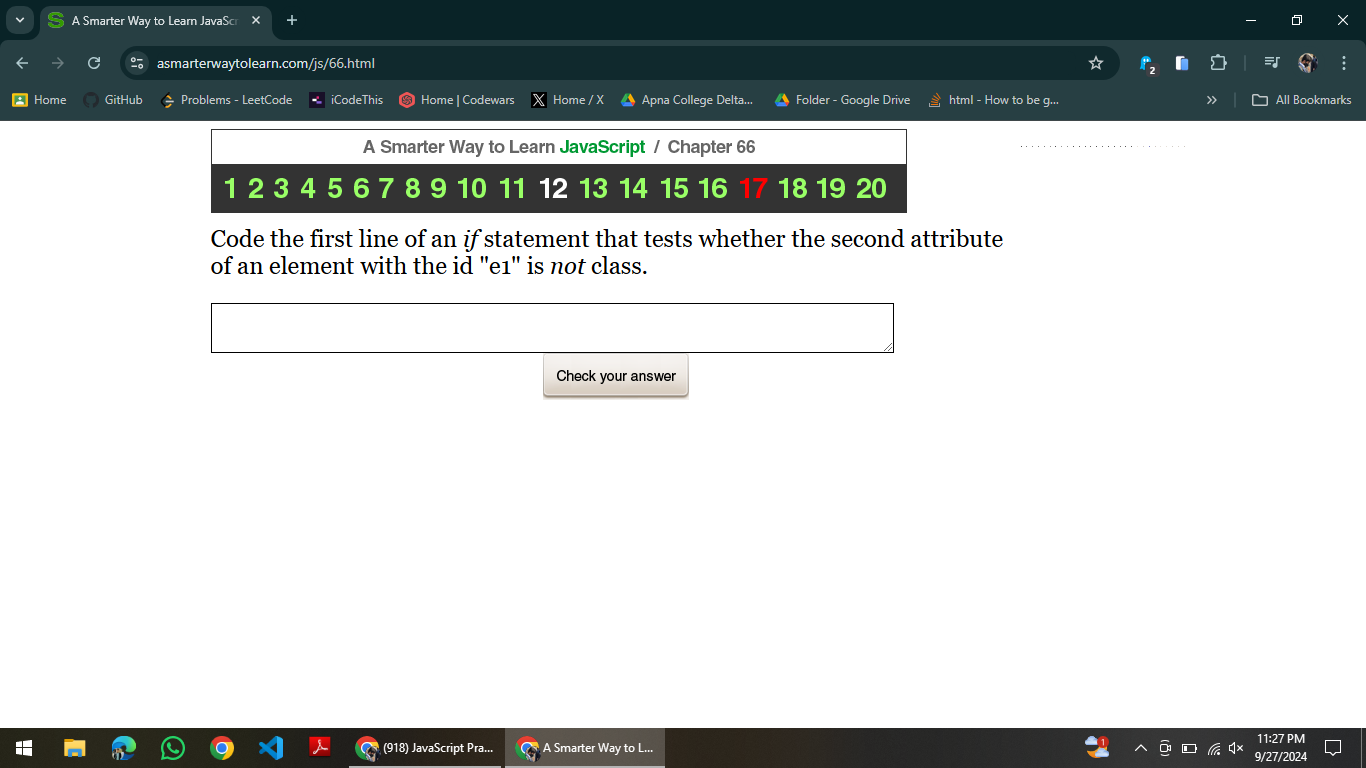 A Smarter Way to Learn JavaScr
asmarterwaytolearn.com/js/66.html
2
Home GitHub Problems - LeetCode iCodeThis Home | Codewars Home / X Apna College Delta... Folder - Google Drive html - How to be g... » All Bookmarks
A Smarter Way to Learn JavaScript / Chapter 66
1 2 3 4 5 6 7 8 9 10 11 12 13 14 15 16 17 18 19 20
Code the first line of an if statement that tests whether the second attribute
of an element with the id "e1" is not class.
Check your answer
(918) JavaScript Pra... A Smarter Way to L... 1 11:27 PM
9/27/2024